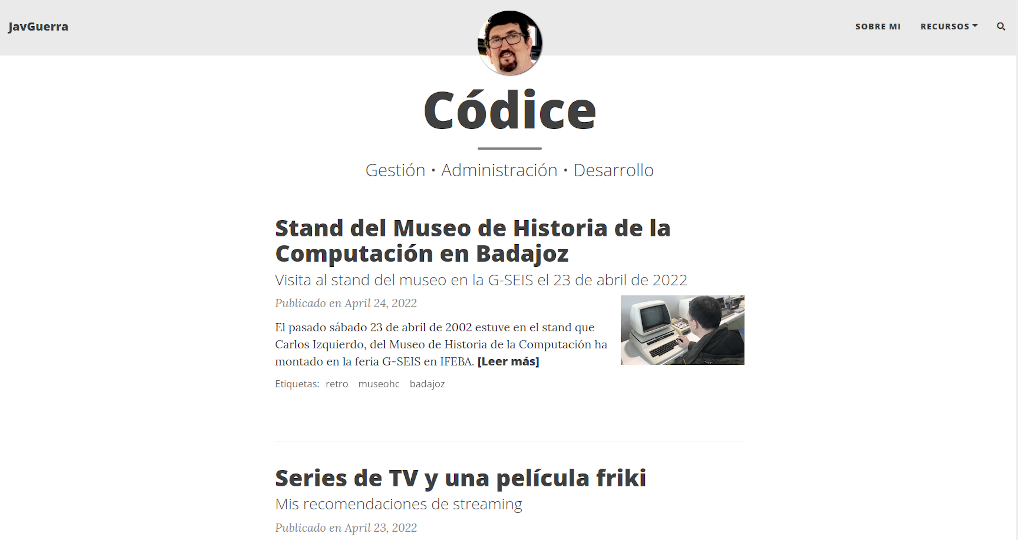 JavGuerra
SOBRE MI
RECURSOS
Códice
Gestión • Administración • Desarrollo
Stand del Museo de Historia de la
Computación en Badajoz
Visita al stand del museo en la G-SEIS el 23 de abril de 2022
Publicado en April 24, 2022
El pasado sábado 23 de abril de 2002 estuve en el stand que
Carlos Izquierdo, del Museo de Historia de la Computación ha
montado en la feria G-SEIS en IFEBA. [Leer más]
Etiquetas: retro museohc badajoz
Series de TV y una película friki
Mis recomendaciones de streaming
Publicado en April 23, 2022